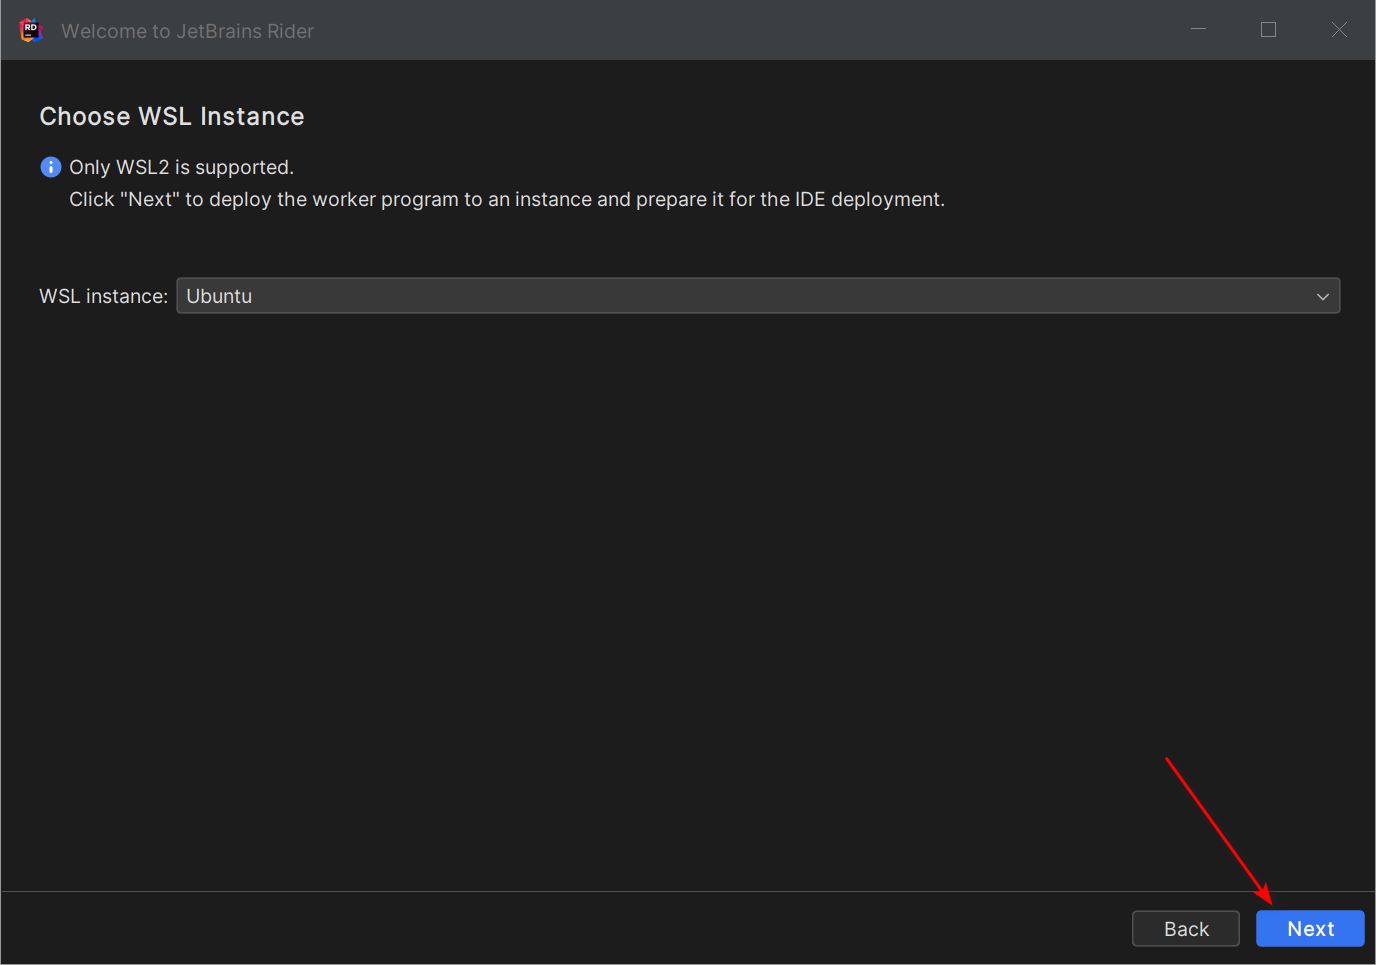 RD
Welcome to JetBrains Rider
Choose WSL Instance
Only WSL2 is supported.
Click "Next" to deploy the worker program to an instance and prepare it for the IDE deployment.
WSL instance: Ubuntu
Back Next